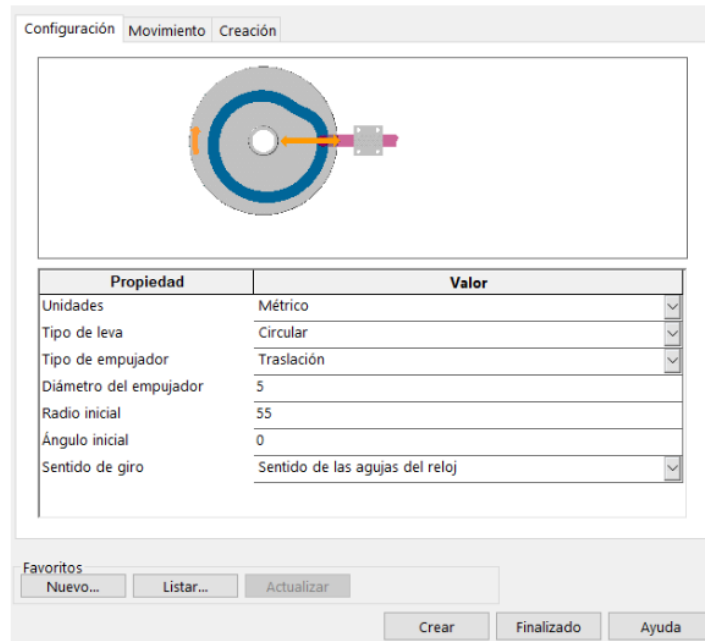 Configuración Movimiento Creación
Propiedad Valor
Unidades Métrico
Tipo de leva Circular
Tipo de empujador Traslación
Diámetro del empujador 5
Radio inicial 55
Ángulo inicial 0
Sentido de giro Sentido de las agujas del reloj
Favoritos
Nuevo... Listar... Actualizar
Crear Finalizado Ayuda